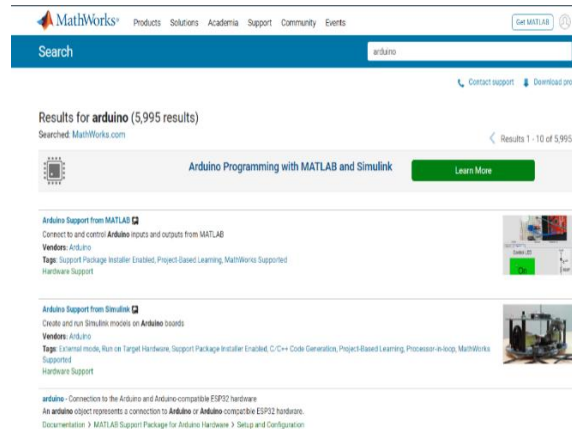 MathWorks®
Products Solutions Academia Support Community Events
Get MATLAB
Search
arduino
Contact support Download pro
Results for arduino (5,995 results)
Searched: MathWorks.com
Results 1 - 10 of 5,995
Arduino Programming with MATLAB and Simulink
Learn More
Arduino Support from MATLAB
Connect to and control Arduino inputs and outputs from MATLAB
Vendors: Arduino
Tags: Support Package Installer Enabled, Project-Based Learning, MathWorks Supported
Hardware Support
On
Arduino Support from Simulink
Create and run Simulink models on Arduino boards
Vendors: Arduino
Tags: External mode, Run on Target Hardware, Support Package Installer Enabled, C/C++ Code Generation, Project-Based Learning, Processor-in-loop, MathWorks
Supported
Hardware Support
arduino - Connection to the Arduino and Arduino-compatible ESP32 hardware
An arduino object represents a connection to Arduino or Arduino compatible ESP32 hardware.
Documentation > MATLAB Support Package for Arduino Hardware > Setup and Configuration